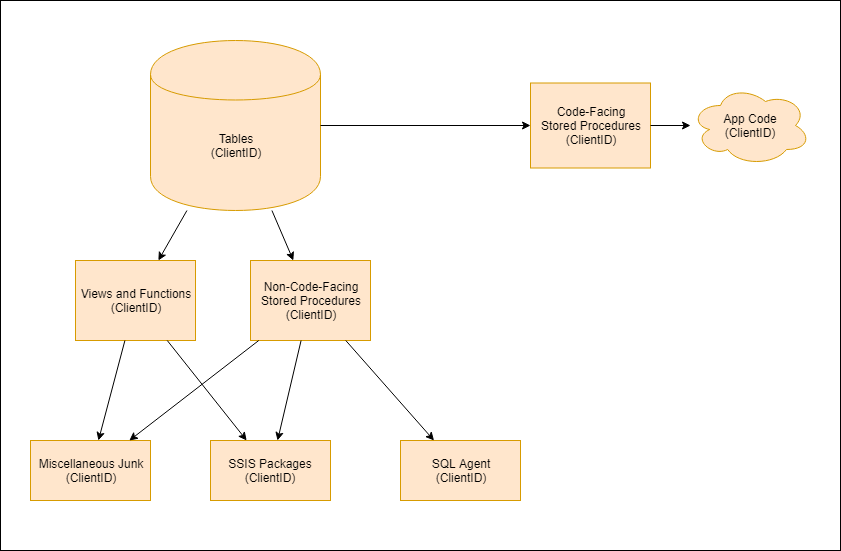 Tables
(ClientID)
Code-Facing
Stored Procedures
(ClientID)
App Code
(ClientID)
Views and Functions
(ClientID)
Non-Code-Facing
Stored Procedures
(ClientID)
Miscellaneous Junk
(ClientID)
SSIS Packages
(ClientID)
SQL Agent
(ClientID)